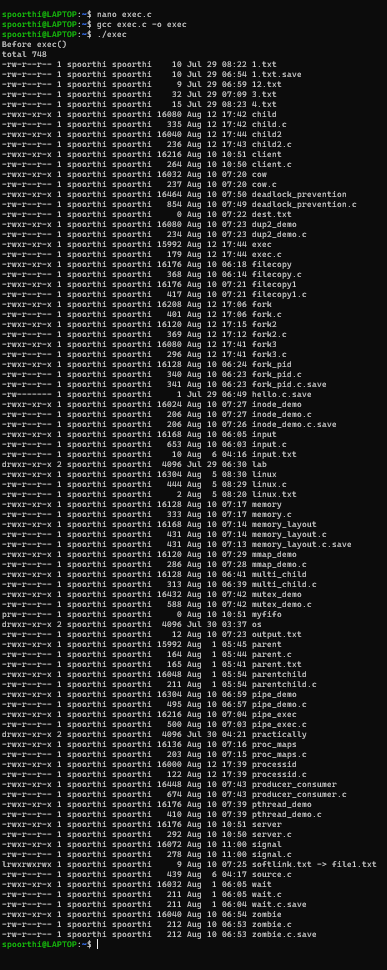 spoorthi@LAPTOP:~$ nano exec.c
spoorthi@LAPTOP:~$ gcc exec.c -o exec
spoorthi@LAPTOP:~$ ./exec
Before exec()
total 748
-rw-r--r-- 1 spoorthi spoorthi    10 Jul 29 08:22 1.txt
-rw-r--r-- 1 spoorthi spoorthi    10 Jul 29 06:54 1.txt.save
-rw-r--r-- 1 spoorthi spoorthi     9 Jul 29 06:59 12.txt
-rw-r--r-- 1 spoorthi spoorthi    32 Jul 29 07:09 3.txt
-rw-r--r-- 1 spoorthi spoorthi    15 Jul 29 08:23 4.txt
-rwxr-xr-x 1 spoorthi spoorthi 16080 Aug 12 17:42 child
-rw-r--r-- 1 spoorthi spoorthi   335 Aug 12 17:42 child.c
-rwxr-xr-x 1 spoorthi spoorthi 16040 Aug 12 17:44 child2
-rw-r--r-- 1 spoorthi spoorthi   236 Aug 12 17:43 child2.c
-rwxr-xr-x 1 spoorthi spoorthi 16216 Aug 10 10:51 client
-rw-r--r-- 1 spoorthi spoorthi   264 Aug 10 10:50 client.c
-rwxr-xr-x 1 spoorthi spoorthi 16032 Aug 10 07:20 cow
-rw-r--r-- 1 spoorthi spoorthi   237 Aug 10 07:20 cow.c
-rwxr-xr-x 1 spoorthi spoorthi 16464 Aug 10 07:50 deadlock_prevention
-rw-r--r-- 1 spoorthi spoorthi   854 Aug 10 07:49 deadlock_prevention.c
-rw-r--r-- 1 spoorthi spoorthi     0 Aug 10 07:22 dest.txt
-rwxr-xr-x 1 spoorthi spoorthi 16080 Aug 10 07:23 dup2_demo
-rw-r--r-- 1 spoorthi spoorthi   234 Aug 10 07:23 dup2_demo.c
-rwxr-xr-x 1 spoorthi spoorthi 15992 Aug 12 17:44 exec
-rw-r--r-- 1 spoorthi spoorthi   179 Aug 12 17:44 exec.c
-rwxr-xr-x 1 spoorthi spoorthi 16176 Aug 10 06:18 filecopy
-rw-r--r-- 1 spoorthi spoorthi   368 Aug 10 06:14 filecopy.c
-rwxr-xr-x 1 spoorthi spoorthi 16176 Aug 10 07:21 filecopy1
-rw-r--r-- 1 spoorthi spoorthi   417 Aug 10 07:21 filecopy1.c
-rwxr-xr-x 1 spoorthi spoorthi 16208 Aug 12 17:06 fork
-rw-r--r-- 1 spoorthi spoorthi   401 Aug 12 17:06 fork.c
-rwxr-xr-x 1 spoorthi spoorthi 16120 Aug 12 17:15 fork2
-rw-r--r-- 1 spoorthi spoorthi   369 Aug 12 17:12 fork2.c
-rwxr-xr-x 1 spoorthi spoorthi 16080 Aug 12 17:41 fork3
-rw-r--r-- 1 spoorthi spoorthi   296 Aug 12 17:41 fork3.c
-rwxr-xr-x 1 spoorthi spoorthi 16128 Aug 10 06:24 fork_pid
-rw-r--r-- 1 spoorthi spoorthi   340 Aug 10 06:23 fork_pid.c
-rw-r--r-- 1 spoorthi spoorthi   341 Aug 10 06:23 fork_pid.c.save
-rw------- 1 spoorthi spoorthi     1 Jul 29 06:49 hello.c.save
-rwxr-xr-x 1 spoorthi spoorthi 16024 Aug 10 07:27 inode_demo
-rw-r--r-- 1 spoorthi spoorthi   206 Aug 10 07:27 inode_demo.c
-rw-r--r-- 1 spoorthi spoorthi   206 Aug 10 07:26 inode_demo.c.save
-rwxr-xr-x 1 spoorthi spoorthi 16168 Aug 10 06:05 input
-rw-r--r-- 1 spoorthi spoorthi   653 Aug 10 06:03 input.c
-rw-r--r-- 1 spoorthi spoorthi    10 Aug  6 04:16 input.txt
drwxr-xr-x 2 spoorthi spoorthi  4096 Jul 29 06:30 lab
-rwxr-xr-x 1 spoorthi spoorthi 16304 Aug  5 08:30 linux
-rw-r--r-- 1 spoorthi spoorthi   444 Aug  5 08:29 linux.c
-rw-r--r-- 1 spoorthi spoorthi     2 Aug  5 08:20 linux.txt
-rwxr-xr-x 1 spoorthi spoorthi 16128 Aug 10 07:17 memory
-rw-r--r-- 1 spoorthi spoorthi   333 Aug 10 07:17 memory.c
-rwxr-xr-x 1 spoorthi spoorthi 16168 Aug 10 07:14 memory_layout
-rw-r--r-- 1 spoorthi spoorthi   431 Aug 10 07:14 memory_layout.c
-rw-r--r-- 1 spoorthi spoorthi   431 Aug 10 07:13 memory_layout.c.save
-rwxr-xr-x 1 spoorthi spoorthi 16120 Aug 10 07:29 mmap_demo
-rw-r--r-- 1 spoorthi spoorthi   286 Aug 10 07:28 mmap_demo.c
-rwxr-xr-x 1 spoorthi spoorthi 16128 Aug 10 06:41 multi_child
-rw-r--r-- 1 spoorthi spoorthi   313 Aug 10 06:39 multi_child.c
-rwxr-xr-x 1 spoorthi spoorthi 16432 Aug 10 07:42 mutex_demo
-rw-r--r-- 1 spoorthi spoorthi   588 Aug 10 07:42 mutex_demo.c
prw-r--r-- 1 spoorthi spoorthi     0 Aug 10 10:51 myfifo
drwxr-xr-x 2 spoorthi spoorthi  4096 Jul 30 03:37 os
-rw-r--r-- 1 spoorthi spoorthi    12 Aug 10 07:23 output.txt
-rwxr-xr-x 1 spoorthi spoorthi 15992 Aug  1 05:45 parent
-rw-r--r-- 1 spoorthi spoorthi   164 Aug  1 05:44 parent.c
-rw-r--r-- 1 spoorthi spoorthi   165 Aug  1 05:41 parent.txt
-rwxr-xr-x 1 spoorthi spoorthi 16048 Aug  1 05:54 parentchild
-rw-r--r-- 1 spoorthi spoorthi   211 Aug  1 05:54 parentchild.c
-rwxr-xr-x 1 spoorthi spoorthi 16304 Aug 10 06:59 pipe_demo
-rw-r--r-- 1 spoorthi spoorthi   495 Aug 10 06:57 pipe_demo.c
-rwxr-xr-x 1 spoorthi spoorthi 16216 Aug 10 07:04 pipe_exec
-rw-r--r-- 1 spoorthi spoorthi   500 Aug 10 07:03 pipe_exec.c
drwxr-xr-x 2 spoorthi spoorthi  4096 Jul 30 04:21 practically
-rwxr-xr-x 1 spoorthi spoorthi 16136 Aug 10 07:16 proc_maps
-rw-r--r-- 1 spoorthi spoorthi   203 Aug 10 07:15 proc_maps.c
-rwxr-xr-x 1 spoorthi spoorthi 16000 Aug 12 17:39 processid
-rw-r--r-- 1 spoorthi spoorthi   122 Aug 12 17:39 processid.c
-rwxr-xr-x 1 spoorthi spoorthi 16448 Aug 10 07:43 producer_consumer
-rw-r--r-- 1 spoorthi spoorthi   674 Aug 10 07:43 producer_consumer.c
-rwxr-xr-x 1 spoorthi spoorthi 16176 Aug 10 07:39 pthread_demo
-rw-r--r-- 1 spoorthi spoorthi   410 Aug 10 07:39 pthread_demo.c
-rwxr-xr-x 1 spoorthi spoorthi 16176 Aug 10 10:51 server
-rw-r--r-- 1 spoorthi spoorthi   292 Aug 10 10:50 server.c
-rwxr-xr-x 1 spoorthi spoorthi 16072 Aug 10 11:00 signal
-rw-r--r-- 1 spoorthi spoorthi   278 Aug 10 11:00 signal.c
lrwxrwxrwx 1 spoorthi spoorthi     9 Aug 10 07:25 softlink.txt -> file1.txt
-rw-r--r-- 1 spoorthi spoorthi   439 Aug  6 04:17 source.c
-rwxr-xr-x 1 spoorthi spoorthi 16032 Aug  1 06:05 wait
-rw-r--r-- 1 spoorthi spoorthi   211 Aug  1 06:05 wait.c
-rw-r--r-- 1 spoorthi spoorthi   211 Aug  1 06:04 wait.c.save
-rwxr-xr-x 1 spoorthi spoorthi 16040 Aug 10 06:54 zombie
-rw-r--r-- 1 spoorthi spoorthi   212 Aug 10 06:53 zombie.c
-rw-r--r-- 1 spoorthi spoorthi   212 Aug 10 06:53 zombie.c.save
spoorthi@LAPTOP:~$